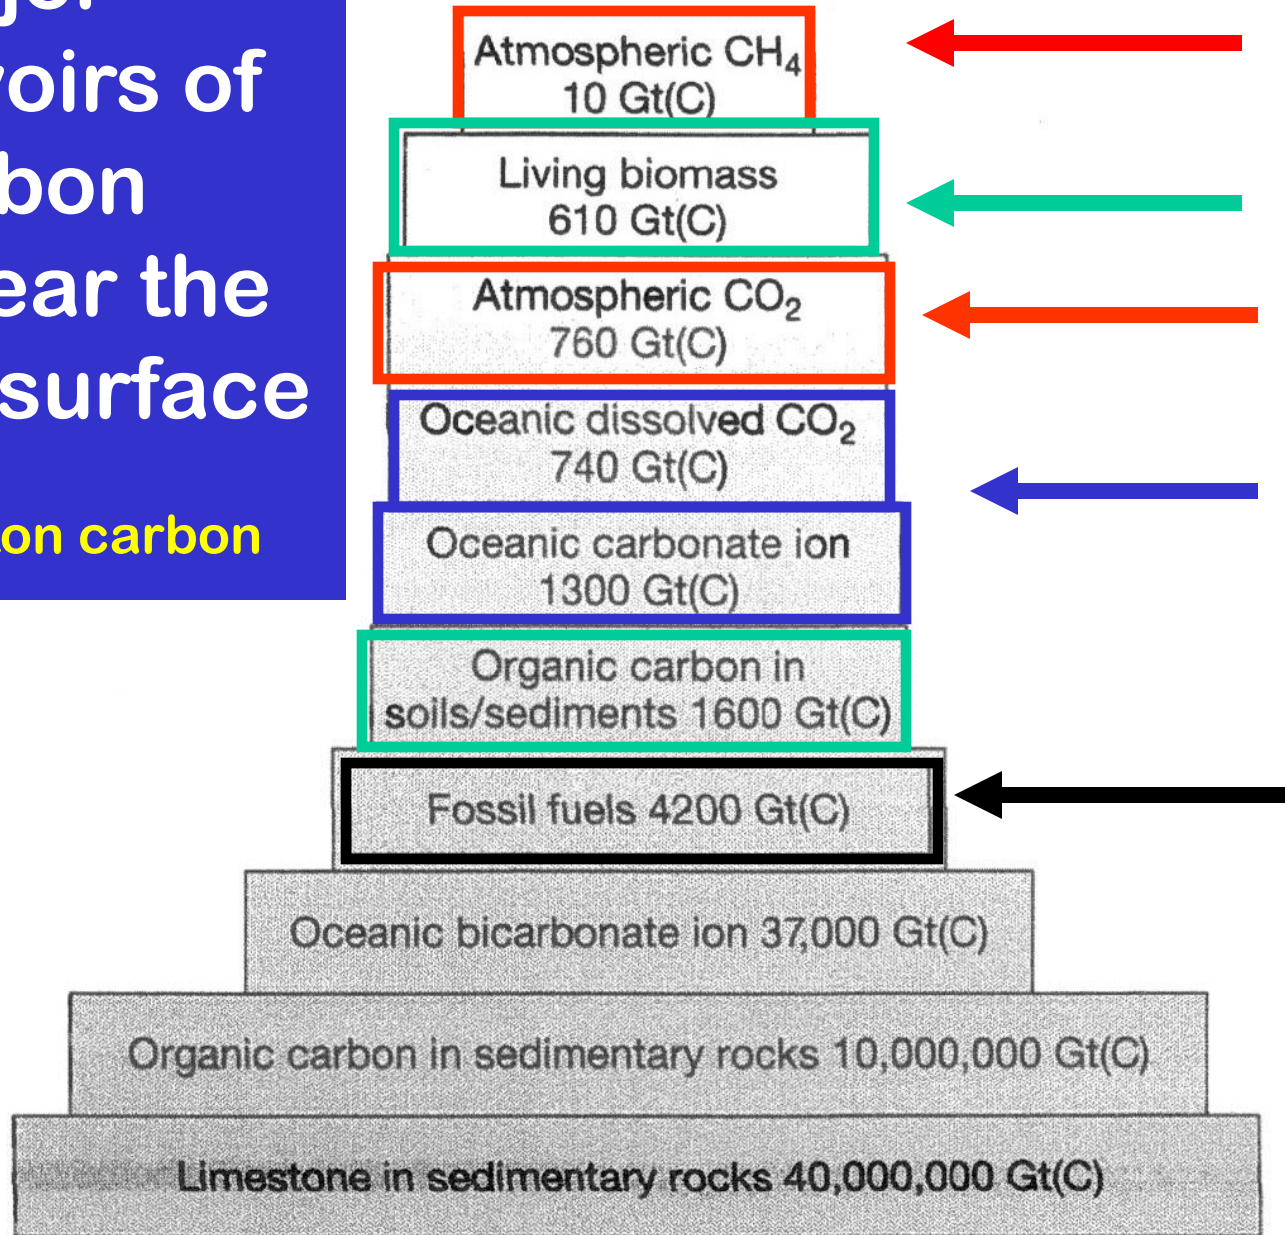 voirs of
bon
ear the
surface
on carbon
Atmospheric CH₄
10 Gt(C)
Living biomass
610 Gt(C)
Atmospheric CO₂
760 Gt(C)
Oceanic dissolved CO₂
740 Gt(C)
Oceanic carbonate ion
1300 Gt(C)
Organic carbon in
soils/sediments 1600 Gt(C)
Fossil fuels 4200 Gt(C)
Oceanic bicarbonate ion 37,000 Gt(C)
Organic carbon in sedimentary rocks 10,000,000 Gt(C)
Limestone in sedimentary rocks 40,000,000 Gt(C)